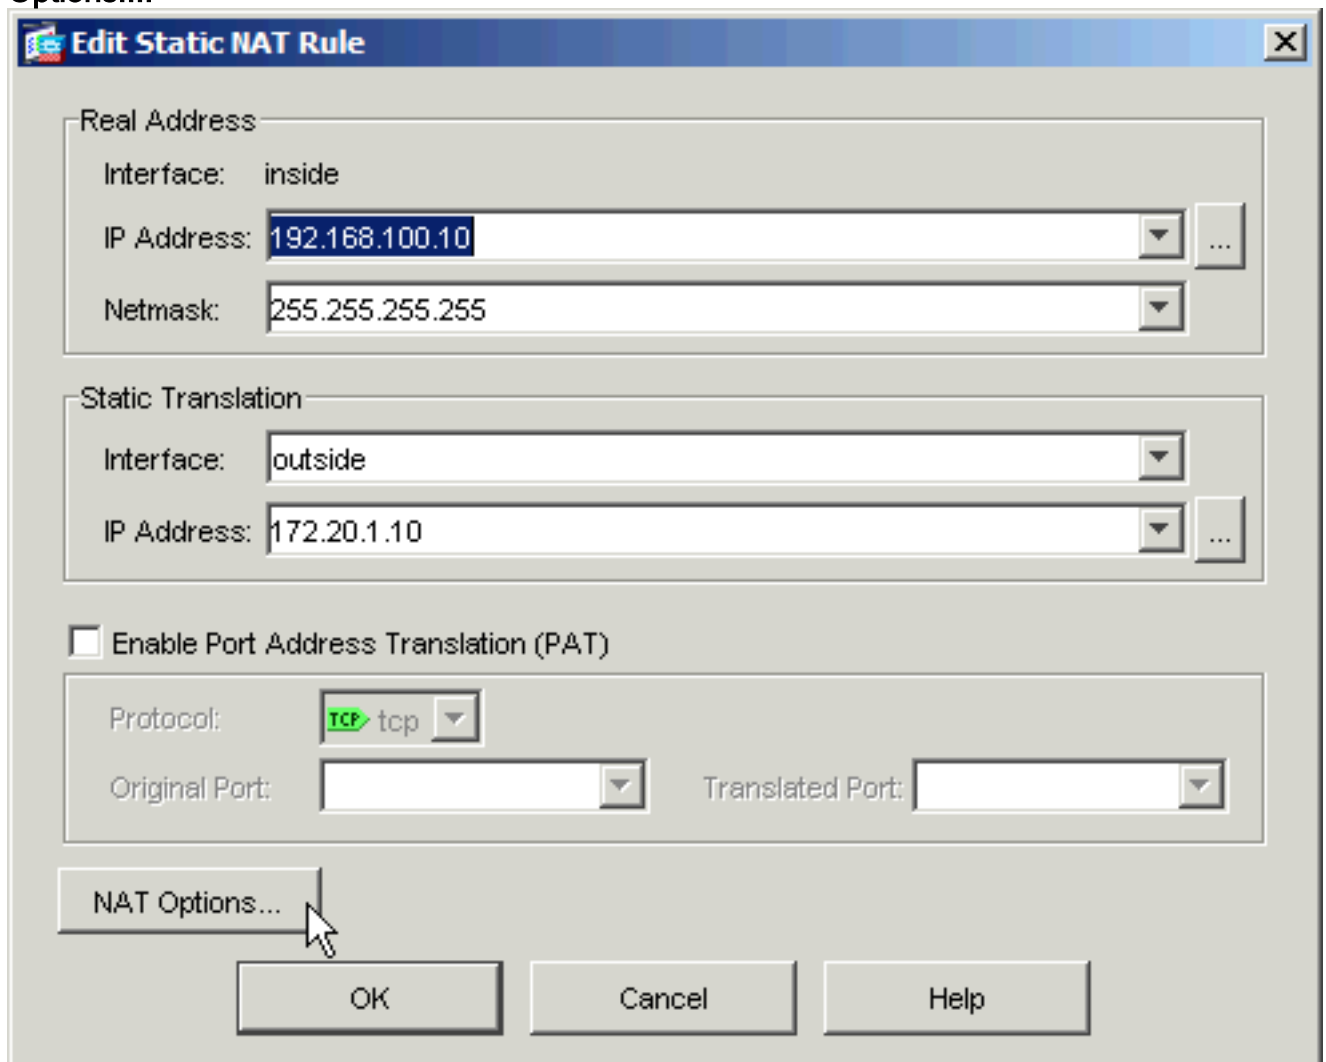 Options....
Edit Static NAT Rule
Real Address
Interface: inside
IP Address: 192.168.100.10 ...
Netmask: 255.255.255.255
Static Translation
Interface: outside
IP Address: 172.20.1.10 ...
Enable Port Address Translation (PAT)
Protocol: TCP tcp
Original Port: Translated Port:
NAT Options...
OK Cancel Help